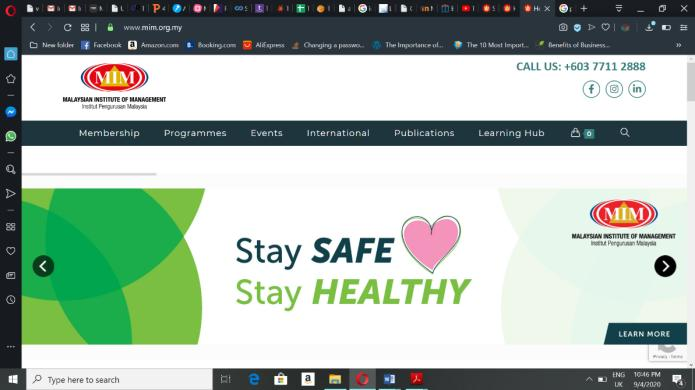 www.mim.org.my
New folder
Facebook
Amazon.com
Booking.com
AliExpress
Changing a passwo...
The Importance of...
The 10 Most Import...
Benefits of Business...
CALL US: +603 7711 2888
MIM
MALAYSIAN INSTITUTE OF MANAGEMENT
Institut Pengurusan Malaysia
Membership
Programmes
Events
International
Publications
Learning Hub
0
MIM
MALAYSIAN INSTITUTE OF MANAGEMENT
Institut Pengurusan Malaysia
Stay SAFE
Stay HEALTHY
LEARN MORE
Privacy - Terms
Type here to search
ENG
UK
10:46 PM
9/4/2020